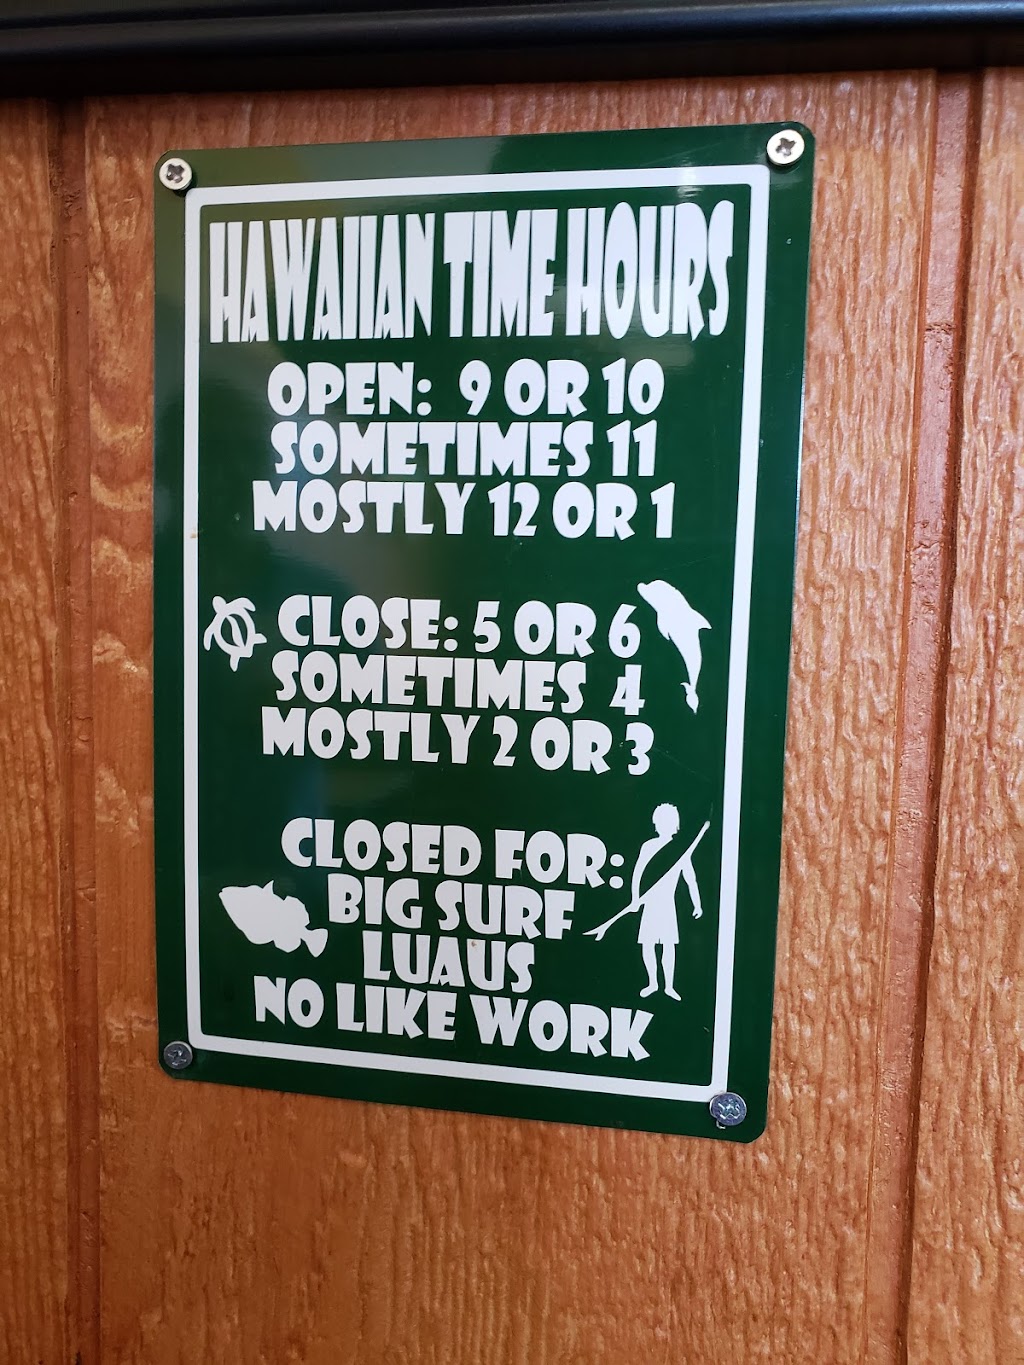 HAWAIIAN TIME HOURS
OPEN: 9 OR 10
SOMETIMES 11
MOSTLY 12 OR 1
CLOSE: 5 OR 6
SOMETIMES 4
MOSTLY 2 OR 3
CLOSED FOR:
BIG SURF
LUAUS
NO LIKE WORK